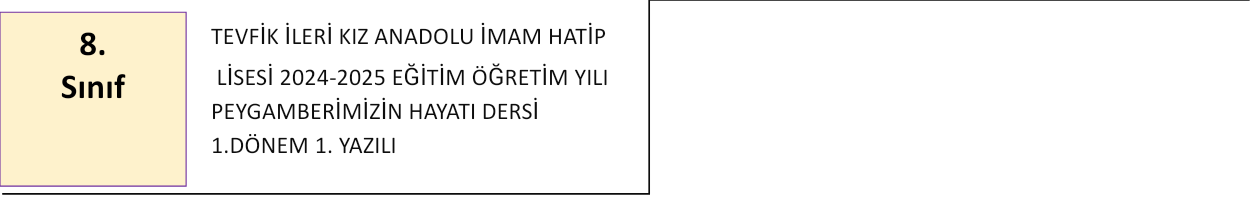 8.
Sınıf
TEVFİK İLERİ KIZ ANADOLU İMAM HATİP
LİSESİ 2024-2025 EĞİTİM ÖĞRETİM YILI
PEYGAMBERİMİZİN HAYATI DERSİ
1.DÖNEM 1. YAZILI